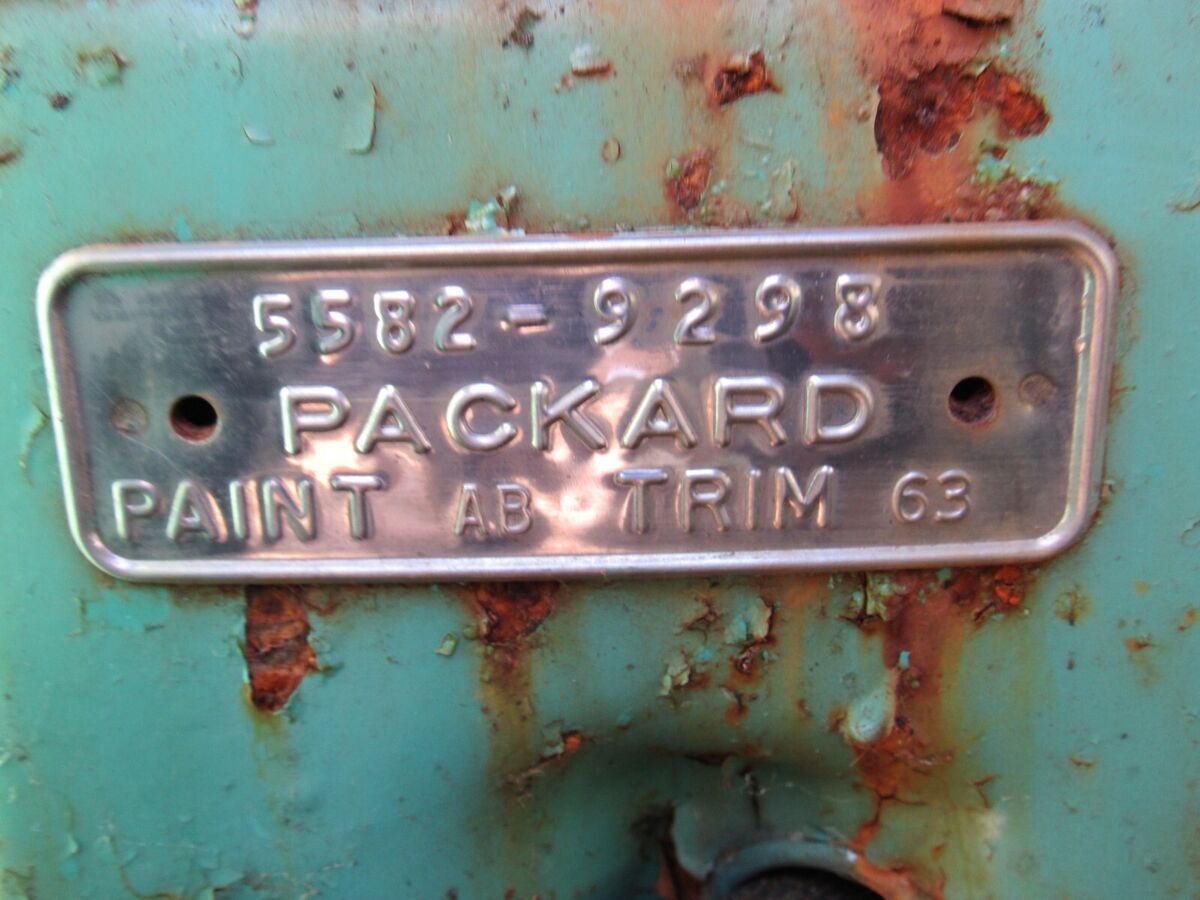 5582-9298
PACKARD
PAINT AB TRIM 63